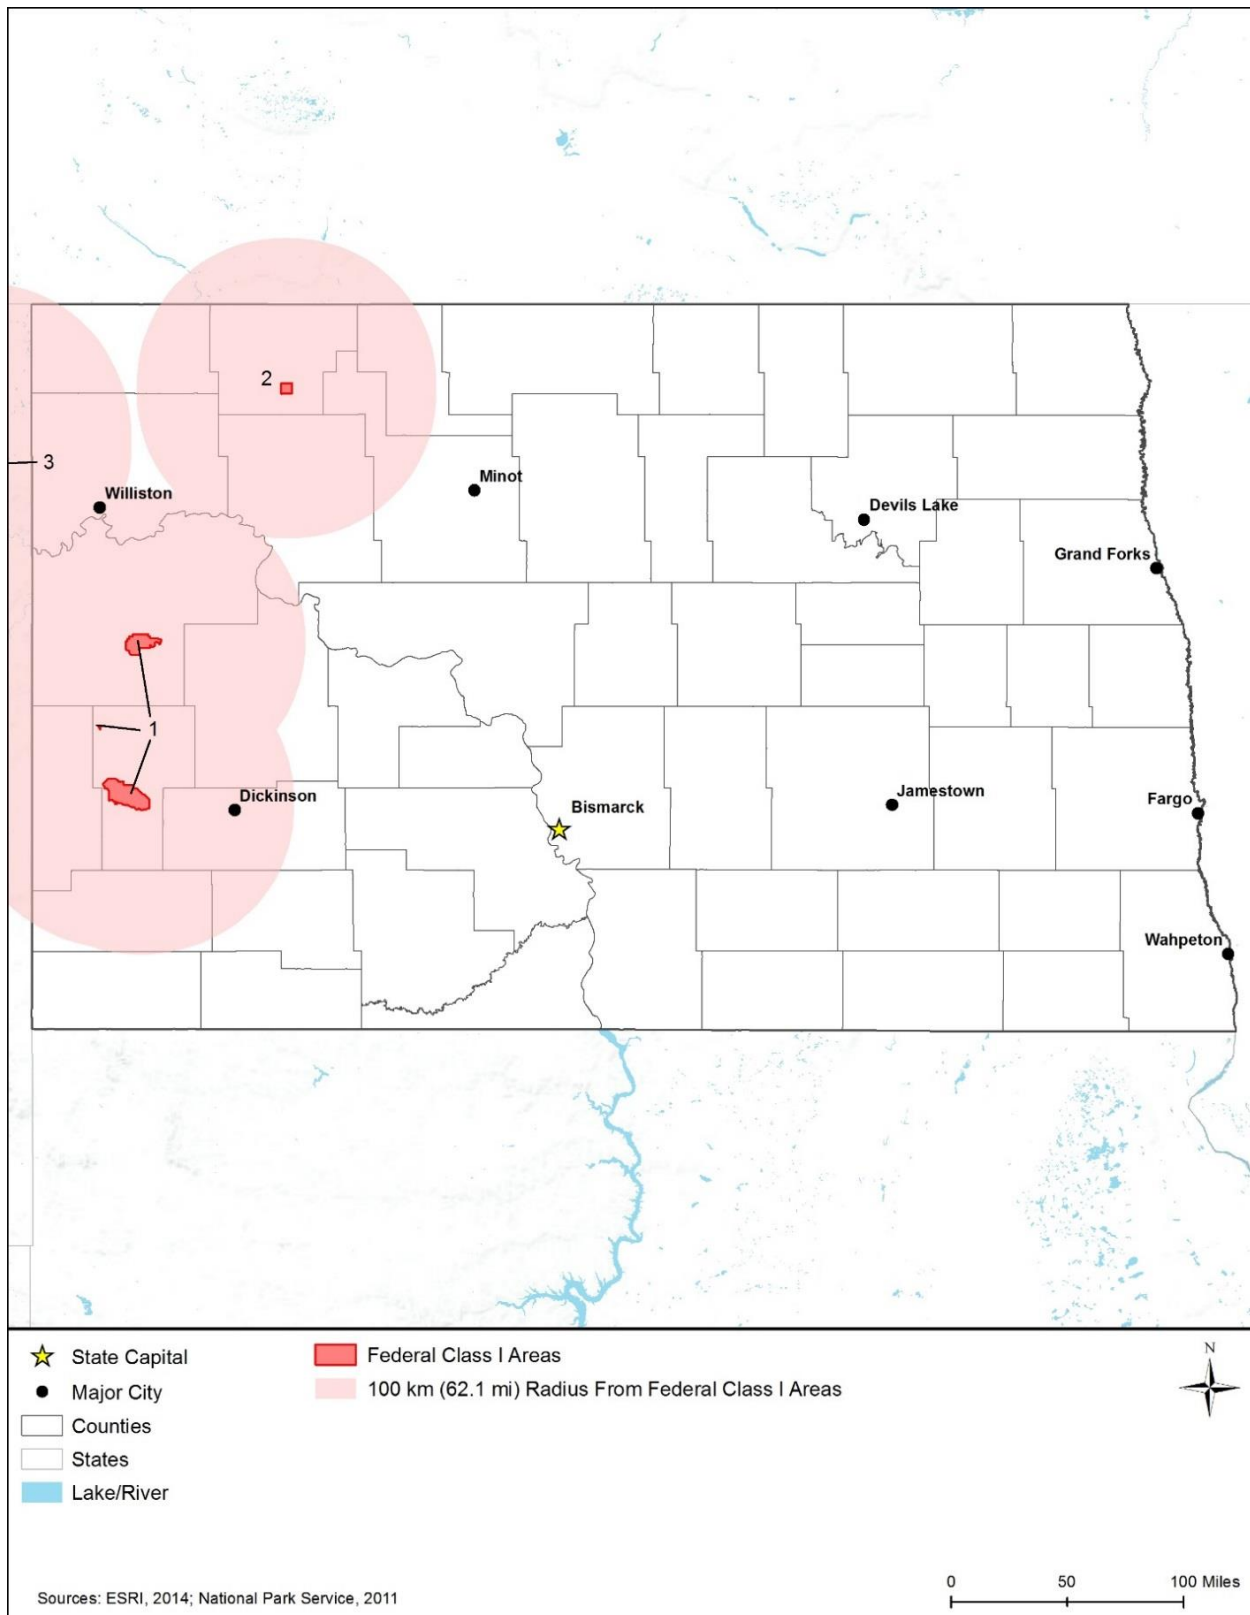 2
3
Minot
Williston
Devils Lake
Grand Forks
1
Dickinson
Jamestown
Fargo
Bismarck
Wahpeton
State Capital
Major City
Counties
States
Lake/River
Federal Class I Areas
100 km (62.1 mi) Radius From Federal Class I Areas
N
Sources: ESRI, 2014; National Park Service, 2011
0 50 100 Miles